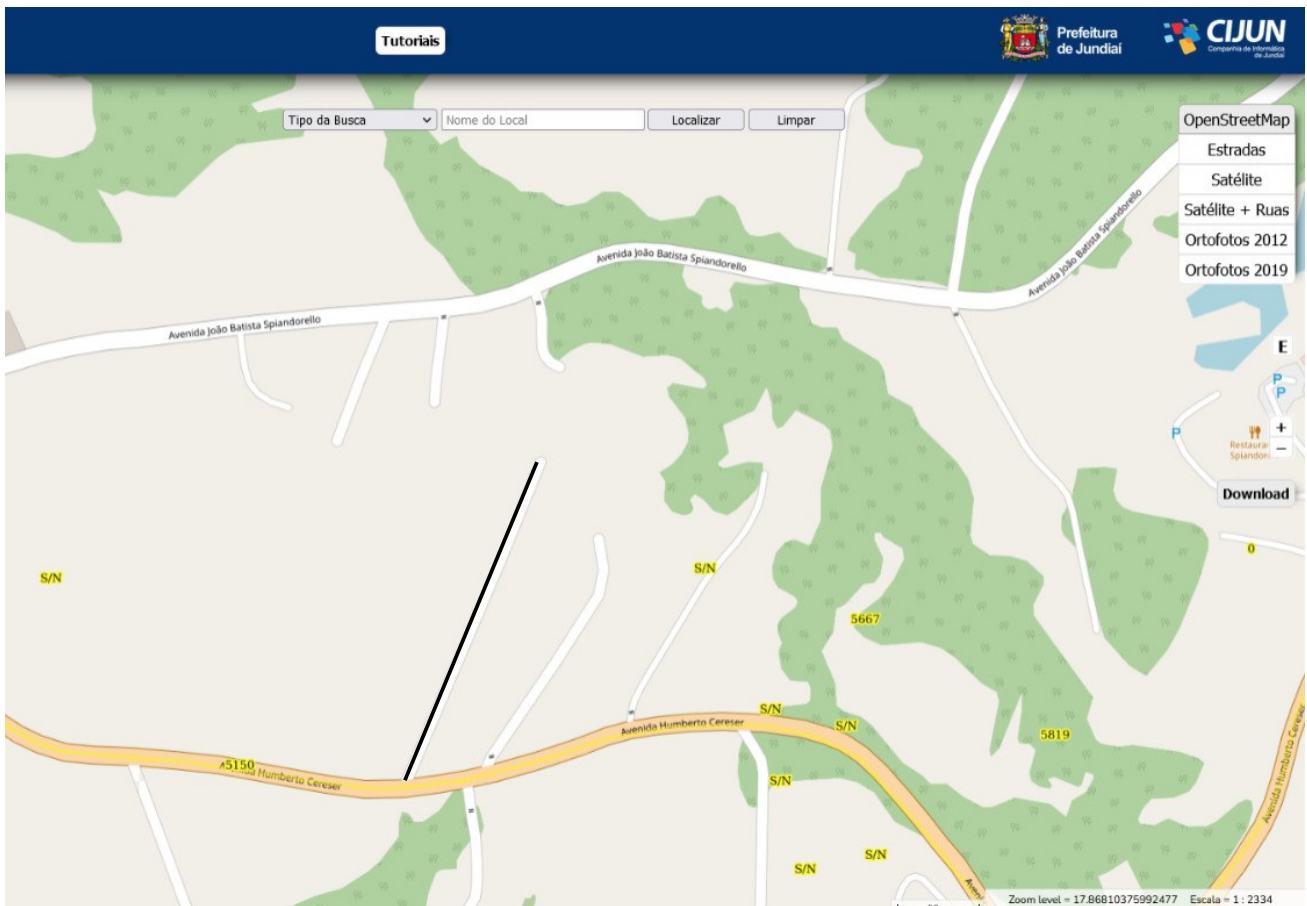 Tutoriais
Prefeitura
de Jundiaí
CIJUN
Companhia de Informática
de Jundiaí
Tipo da Busca
Nome do Local
Localizar
Limpar
OpenStreetMap
Estradas
Satélite
Satélite + Ruas
Ortofotos 2012
Ortofotos 2019
Avenida João Batista Spiandorello
Avenida João Batista Spiandorello
Avenida João Batista Spiandorello
E
P
P
P
+
−
Download
0
S/N
S/N
5667
S/N
S/N
Avenida Humberto Cereser
5819
5150
Avenida Humberto Cereser
S/N
Avenida Humberto Cereser
S/N
S/N
Zoom level = 17.86810375992477
Escala = 1 : 2334